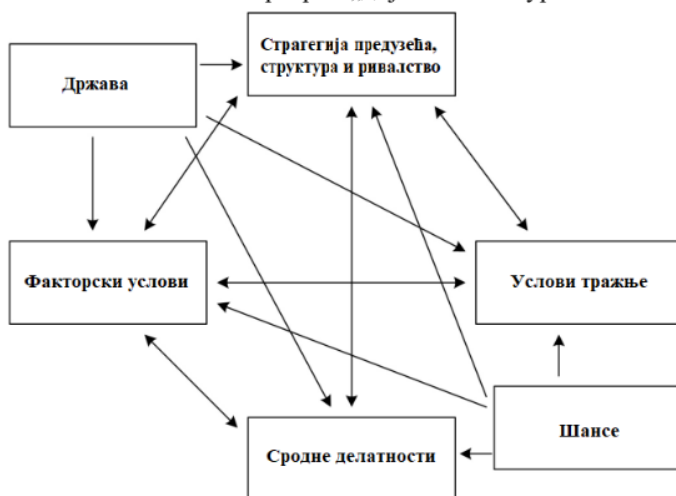 Стратегија предузећа,
структура и ривалство
Држава
Факторски услови
Услови тражње
Шансе
Сродне делатности